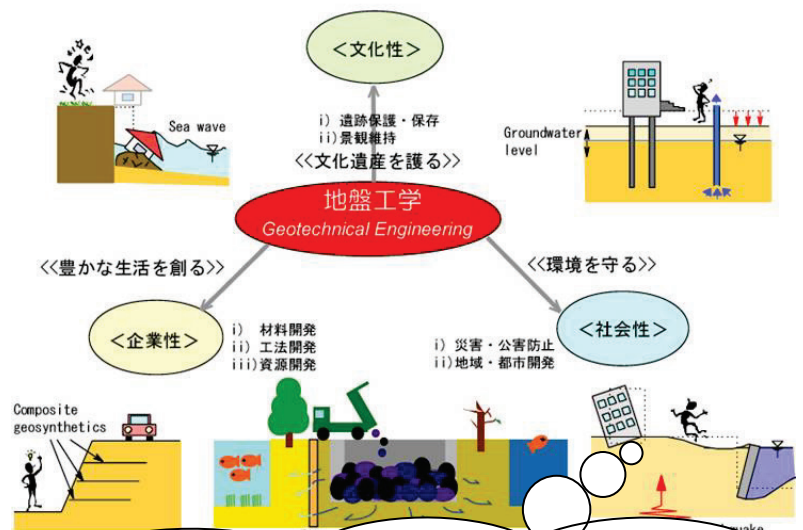 <文化性>
i) 遺跡保護・保存
ii)景観維持
<<文化遺産を護る>>
Sea wave
Groundwater
level
地盤工学
Geotechnical Engineering
<<豊かな生活を創る>>
<<環境を守る>>
<企業性>
i) 材料開発
ii) 工法開発
iii)資源開発
<社会性>
i) 災害・公害防止
ii)地域・都市開発
Composite
geosynthetics